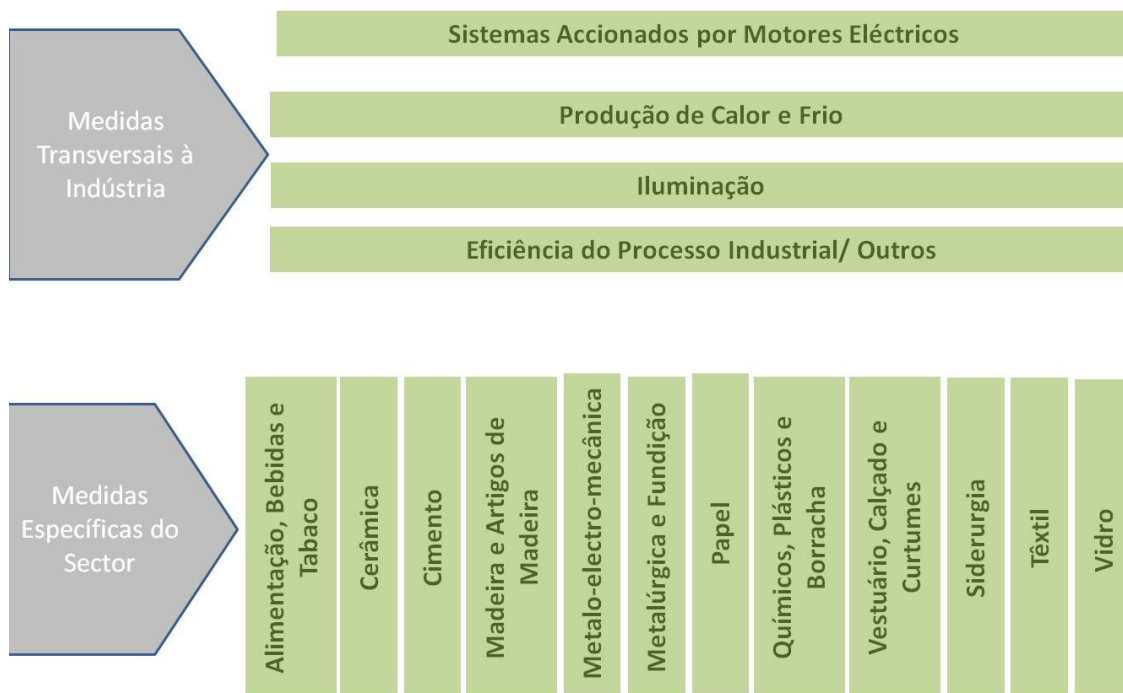 Sistemas Accionados por Motores Eléctricos
Medidas
Transversais à
Indústria
Produção de Calor e Frio
Iluminação
Eficiência do Processo Industrial/ Outros
Medidas
Específicas do
Sector
Alimentação, Bebidas e
Tabaco
Cerâmica
Cimento
Madeira e Artigos de
Madeira
Metalo-electro-mecânica
Metalúrgica e Fundição
Papel
Químicos, Plásticos e
Borracha
Vestuário, Calçado e
Curtumes
Siderurgia
Têxtil
Vidro